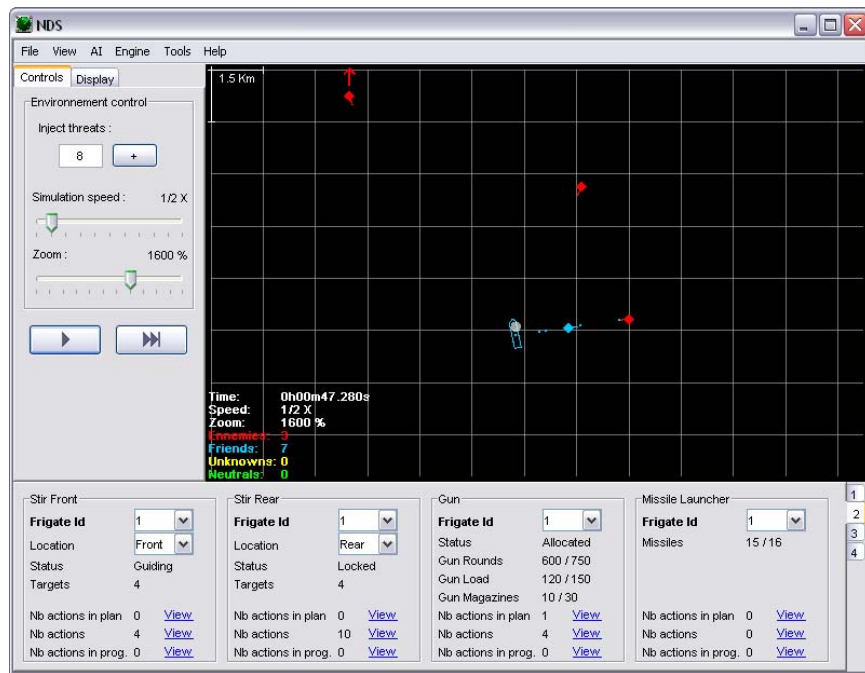 NDS
File View AI Engine Tools Help
Controls Display
Environnement control
Inject threats :
8 +
Simulation speed : 1/2 X
Zoom : 1600 %
1.5 Km
Time: 0h00m47.280s
Speed: 1/2 X
Zoom: 1600 %
Ennemies: 3
Friends: 7
Unknowns: 0
Neutrals: 0
Stir Front
Frigate Id 1
Location Front
Status Guiding
Targets 4
Nb actions in plan 0 View
Nb actions 4 View
Nb actions in prog. 0 View
Stir Rear
Frigate Id 1
Location Rear
Status Locked
Targets 4
Nb actions in plan 0 View
Nb actions 10 View
Nb actions in prog. 0 View
Gun
Frigate Id 1
Status Allocated
Gun Rounds 600 / 750
Gun Load 120 / 150
Gun Magazines 10 / 30
Nb actions in plan 1 View
Nb actions 4 View
Nb actions in prog. 0 View
Missile Launcher
Frigate Id 1
Missiles 15 / 16
Nb actions in plan 0 View
Nb actions 0 View
Nb actions in prog. 0 View
1
2
3
4